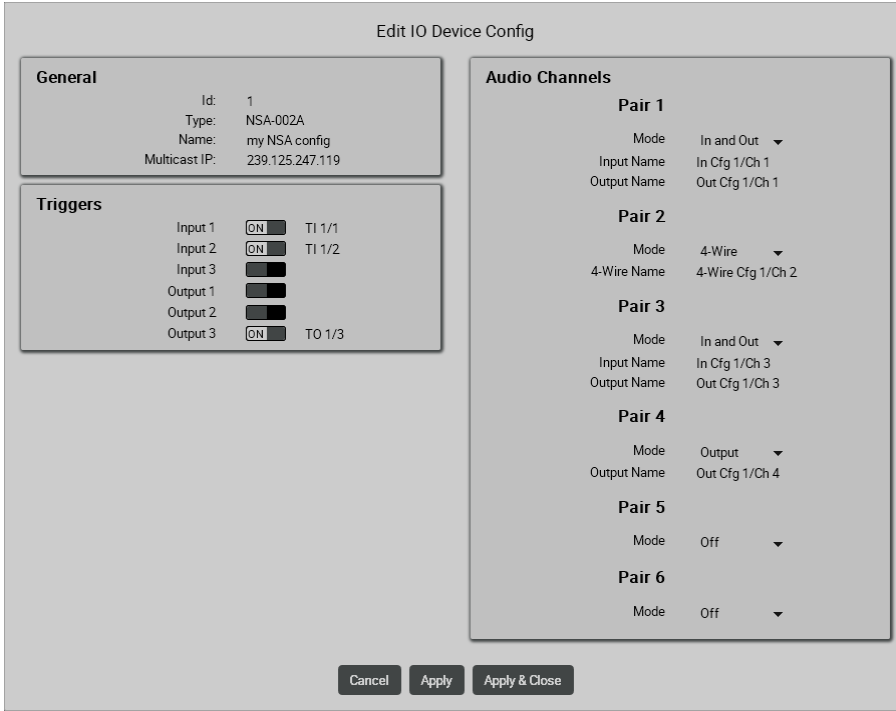 Edit IO Device Config
General
Id: 1
Type: NSA-002A
Name: my NSA config
Multicast IP: 239.125.247.119
Triggers
Input 1 ON TI 1/1
Input 2 ON TI 1/2
Input 3
Output 1
Output 2
Output 3 ON TO 1/3
Audio Channels
Pair 1
Mode In and Out
Input Name In Cfg 1/Ch 1
Output Name Out Cfg 1/Ch 1
Pair 2
Mode 4-Wire
4-Wire Name 4-Wire Cfg 1/Ch 2
Pair 3
Mode In and Out
Input Name In Cfg 1/Ch 3
Output Name Out Cfg 1/Ch 3
Pair 4
Mode Output
Output Name Out Cfg 1/Ch 4
Pair 5
Mode Off
Pair 6
Mode Off
Cancel Apply Apply & Close